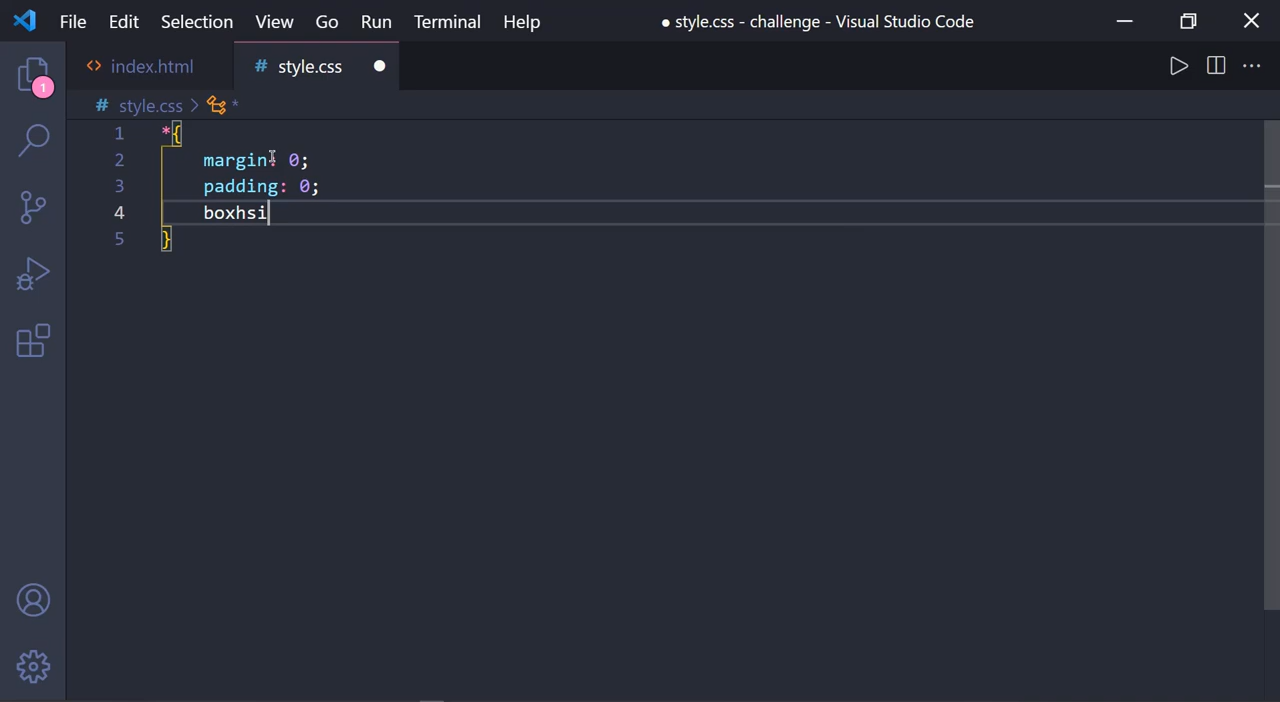 File Edit Selection View Go Run Terminal Help ● style.css - challenge - Visual Studio Code
1
<> index.html # style.css ●
# style.css > *
1 *{
2 margin: 0;
3 padding: 0;
4 boxhsi
5 }